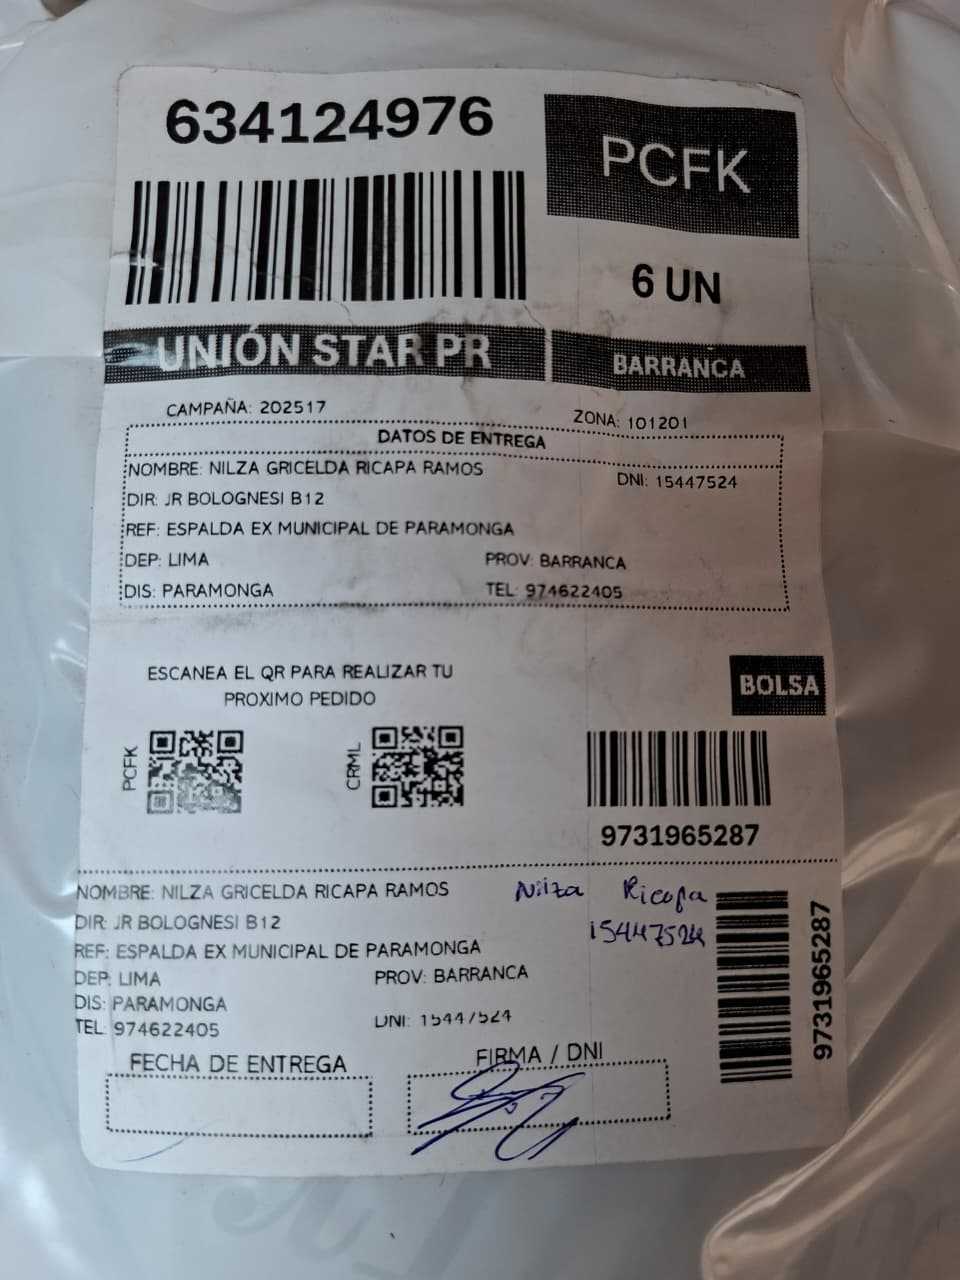 634124976
PCFK
6 UN
UNIÓN STAR PR
BARRANCA
CAMPAÑA: 202517
ZONA: 101201
DATOS DE ENTREGA
NOMBRE: NILZA GRICELDA RICAPA RAMOS
DNI: 15447524
DIR: JR BOLOGNESI B12
REF: ESPALDA EX MUNICIPAL DE PARAMONGA
DEP: LIMA
PROV: BARRANCA
DIS: PARAMONGA
TEL: 974622405
ESCANEA EL QR PARA REALIZAR TU
PROXIMO PEDIDO
BOLSA
PCFK
CRML
9731965287
NOMBRE: NILZA GRICELDA RICAPA RAMOS
Nilza Ricapa
15447524
DIR: JR BOLOGNESI B12
REF: ESPALDA EX MUNICIPAL DE PARAMONGA
DEP: LIMA
PROV: BARRANCA
DIS: PARAMONGA
TEL: 974622405
DNI: 15447524
9731965287
FECHA DE ENTREGA
FIRMA / DNI